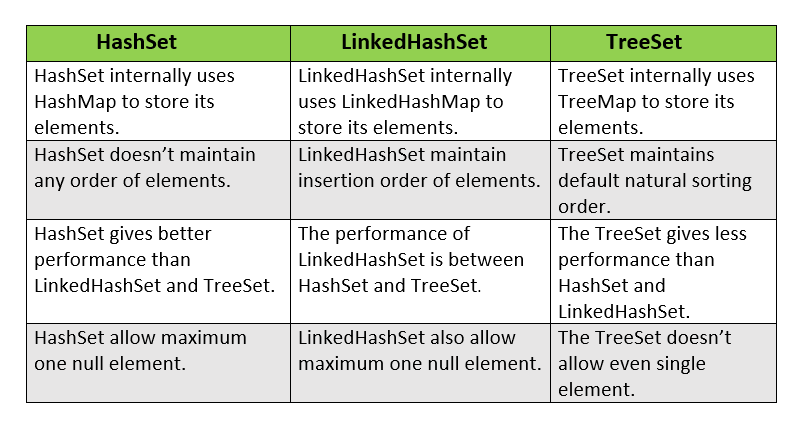 HashSet
LinkedHashSet
TreeSet
HashSet internally uses
HashMap to store its
elements.
LinkedHashSet internally
uses LinkedHashMap to
store its elements.
TreeSet internally uses
TreeMap to store its
elements.
HashSet doesn’t maintain
any order of elements.
LinkedHashSet maintain
insertion order of elements.
TreeSet maintains
default natural sorting
order.
HashSet gives better
performance than
LinkedHashSet and TreeSet.
The performance of
LinkedHashSet is between
HashSet and TreeSet.
The TreeSet gives less
performance than
HashSet and
LinkedHashSet.
HashSet allow maximum
one null element.
LinkedHashSet also allow
maximum one null element.
The TreeSet doesn’t
allow even single
element.